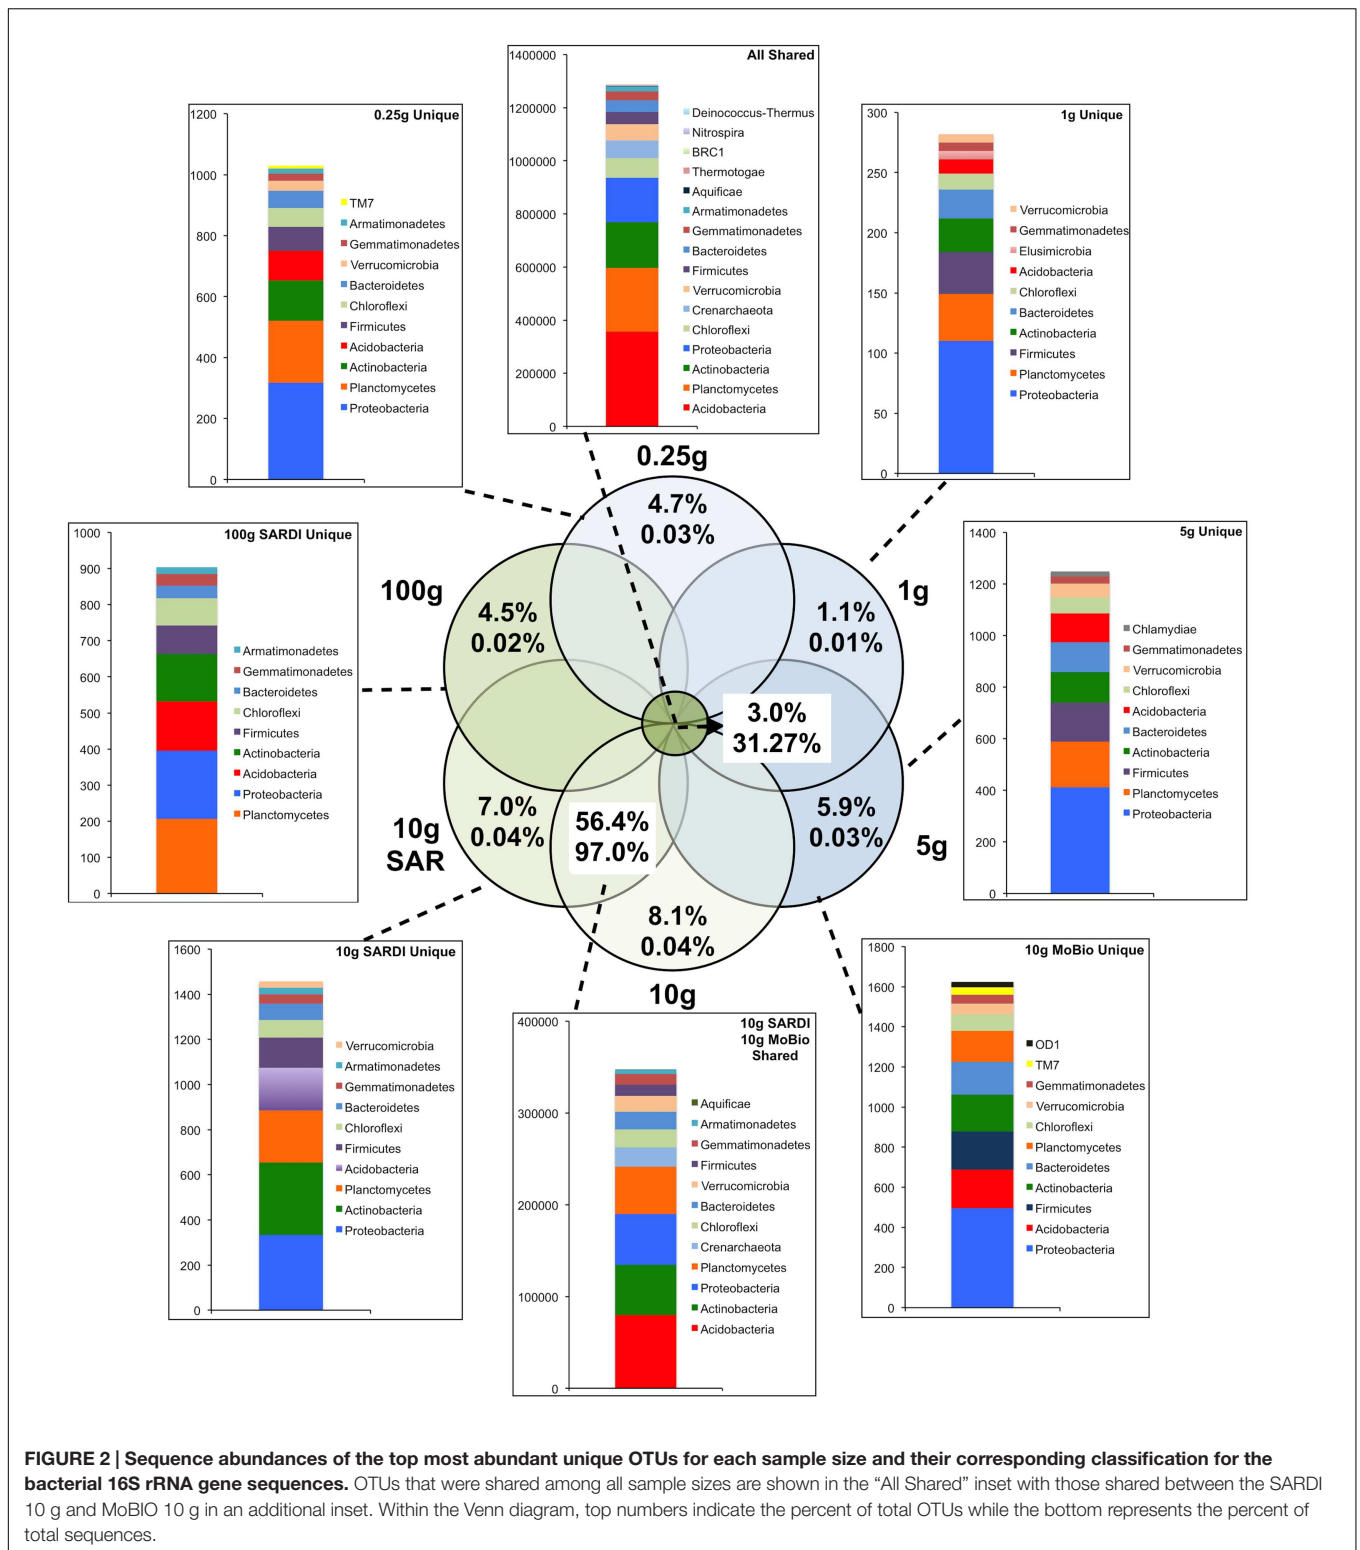 All Shared
1400000
1200000
1000000
800000
600000
400000
200000
0
Deinococcus-Thermus
Nitrospira
BRC1
Thermotogae
Aquificae
Armatimonadetes
Gemmatimonadetes
Bacteroidetes
Firmicutes
Verrucomicrobia
Crenarchaeota
Chloroflexi
Proteobacteria
Actinobacteria
Planctomycetes
Acidobacteria
0.25g Unique
1200
1000
800
600
400
200
0
TM7
Armatimonadetes
Gemmatimonadetes
Verrucomicrobia
Bacteroidetes
Chloroflexi
Firmicutes
Acidobacteria
Actinobacteria
Planctomycetes
Proteobacteria
1g Unique
300
250
200
150
100
50
0
Verrucomicrobia
Gemmatimonadetes
Elusimicrobia
Acidobacteria
Chloroflexi
Bacteroidetes
Actinobacteria
Firmicutes
Planctomycetes
Proteobacteria
100g SARDI Unique
1000
900
800
700
600
500
400
300
200
100
0
Armatimonadetes
Gemmatimonadetes
Bacteroidetes
Chloroflexi
Firmicutes
Actinobacteria
Acidobacteria
Proteobacteria
Planctomycetes
0.25g
4.7%
0.03%
100g
4.5%
0.02%
1g
1.1%
0.01%
3.0%
31.27%
10g
SAR
7.0%
0.04%
56.4%
97.0%
5.9%
0.03%
5g
8.1%
0.04%
10g
5g Unique
1400
1200
1000
800
600
400
200
0
Chlamydiae
Gemmatimonadetes
Verrucomicrobia
Chloroflexi
Acidobacteria
Bacteroidetes
Actinobacteria
Firmicutes
Planctomycetes
Proteobacteria
10g SARDI Unique
1600
1400
1200
1000
800
600
400
200
0
Verrucomicrobia
Armatimonadetes
Gemmatimonadetes
Bacteroidetes
Chloroflexi
Firmicutes
Acidobacteria
Planctomycetes
Actinobacteria
Proteobacteria
10g SARDI
10g MoBio
Shared
400000
300000
200000
100000
0
Aquificae
Armatimonadetes
Gemmatimonadetes
Firmicutes
Verrucomicrobia
Bacteroidetes
Chloroflexi
Crenarchaeota
Planctomycetes
Proteobacteria
Actinobacteria
Acidobacteria
10g MoBio Unique
1800
1600
1400
1200
1000
800
600
400
200
0
OD1
TM7
Gemmatimonadetes
Verrucomicrobia
Chloroflexi
Planctomycetes
Bacteroidetes
Actinobacteria
Firmicutes
Acidobacteria
Proteobacteria
FIGURE 2 | Sequence abundances of the top most abundant unique OTUs for each sample size and their corresponding classification for the
bacterial 16S rRNA gene sequences. OTUs that were shared among all sample sizes are shown in the “All Shared” inset with those shared between the SARDI
10 g and MoBIO 10 g in an additional inset. Within the Venn diagram, top numbers indicate the percent of total OTUs while the bottom represents the percent of
total sequences.